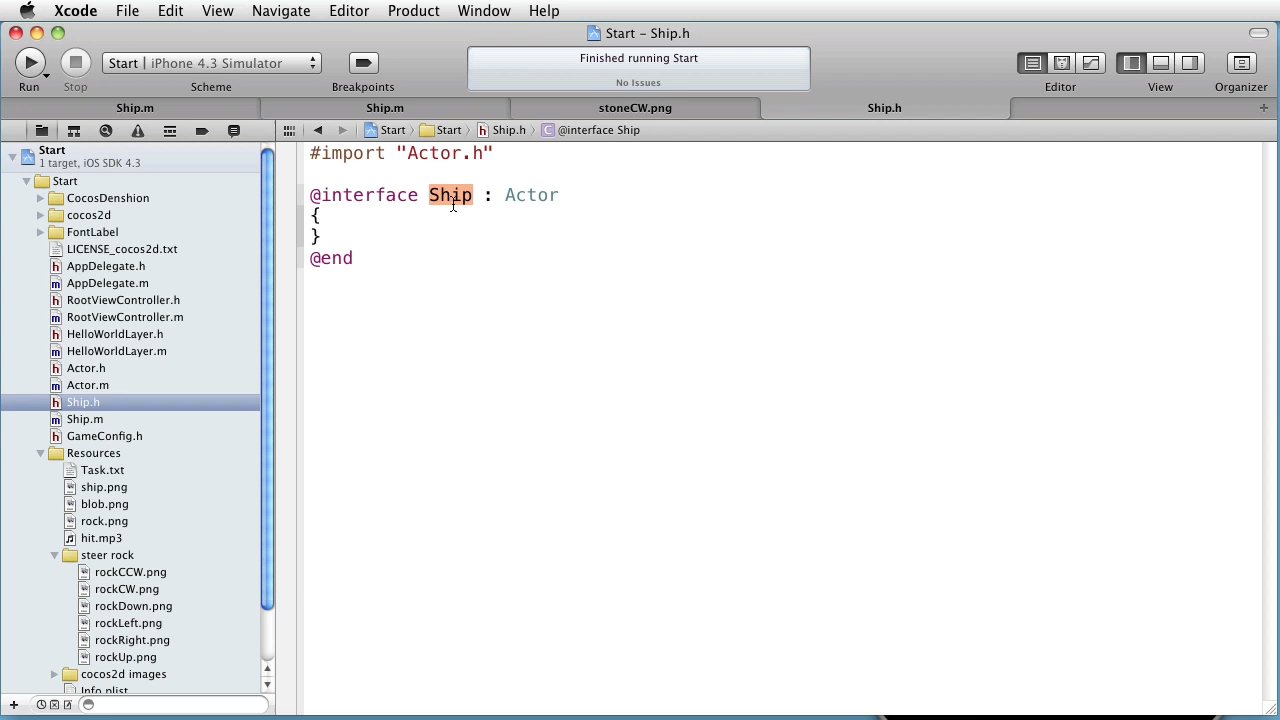 Xcode File Edit View Navigate Editor Product Window Help
Start – Ship.h
Start | iPhone 4.3 Simulator
Finished running Start
No Issues
Run Stop Scheme Breakpoints Editor View Organizer
Ship.m Ship.m stoneCW.png Ship.h
Start Start Ship.h @interface Ship
Start
1 target, iOS SDK 4.3
Start
CocosDenshion
cocos2d
FontLabel
LICENSE_cocos2d.txt
AppDelegate.h
AppDelegate.m
RootViewController.h
RootViewController.m
HelloWorldLayer.h
HelloWorldLayer.m
Actor.h
Actor.m
Ship.h
Ship.m
GameConfig.h
Resources
Task.txt
ship.png
blob.png
rock.png
hit.mp3
steer rock
rockCCW.png
rockCW.png
rockDown.png
rockLeft.png
rockRight.png
rockUp.png
cocos2d images
Info.plist
#import "Actor.h"
@interface Ship : Actor
{
}
@end